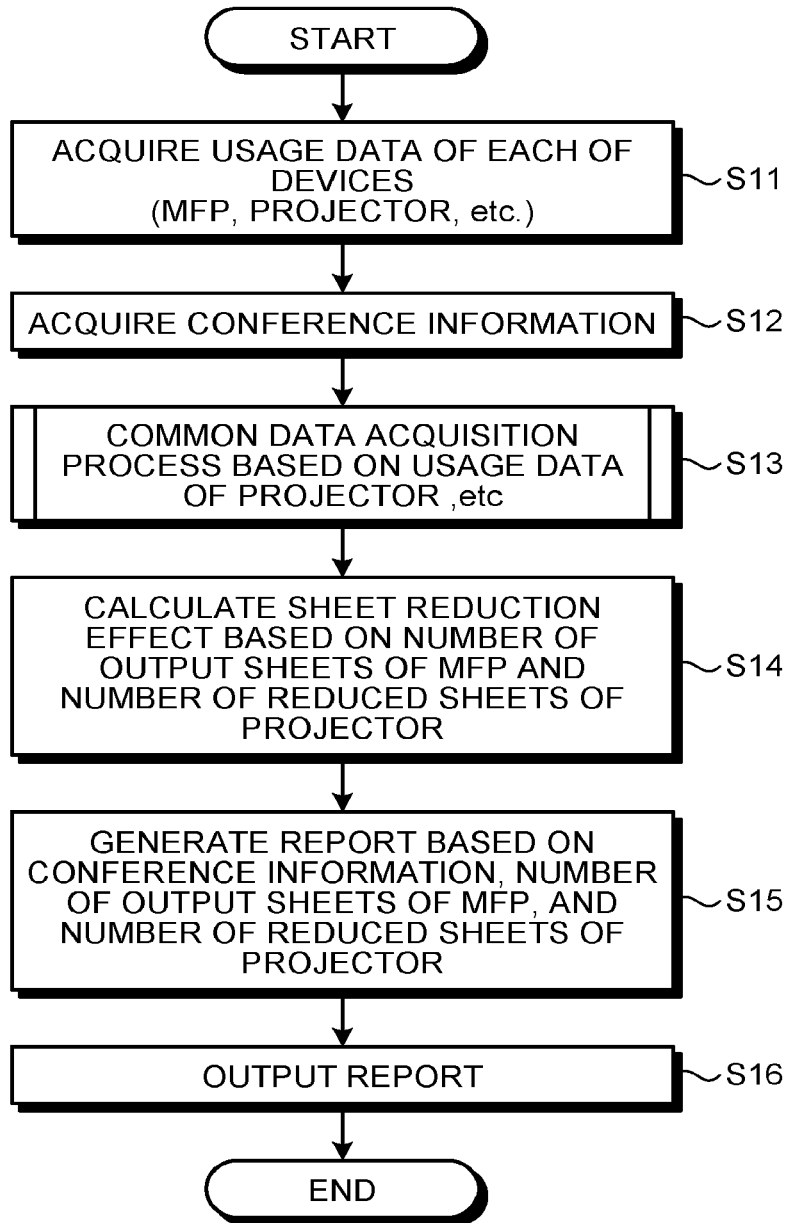 START
ACQUIRE USAGE DATA OF EACH OF
DEVICES
(MFP, PROJECTOR, etc.)
S11
ACQUIRE CONFERENCE INFORMATION
S12
COMMON DATA ACQUISITION
PROCESS BASED ON USAGE DATA
OF PROJECTOR ,etc
S13
CALCULATE SHEET REDUCTION
EFFECT BASED ON NUMBER OF
OUTPUT SHEETS OF MFP AND
NUMBER OF REDUCED SHEETS OF
PROJECTOR
S14
GENERATE REPORT BASED ON
CONFERENCE INFORMATION, NUMBER
OF OUTPUT SHEETS OF MFP, AND
NUMBER OF REDUCED SHEETS OF
PROJECTOR
S15
OUTPUT REPORT
S16
END